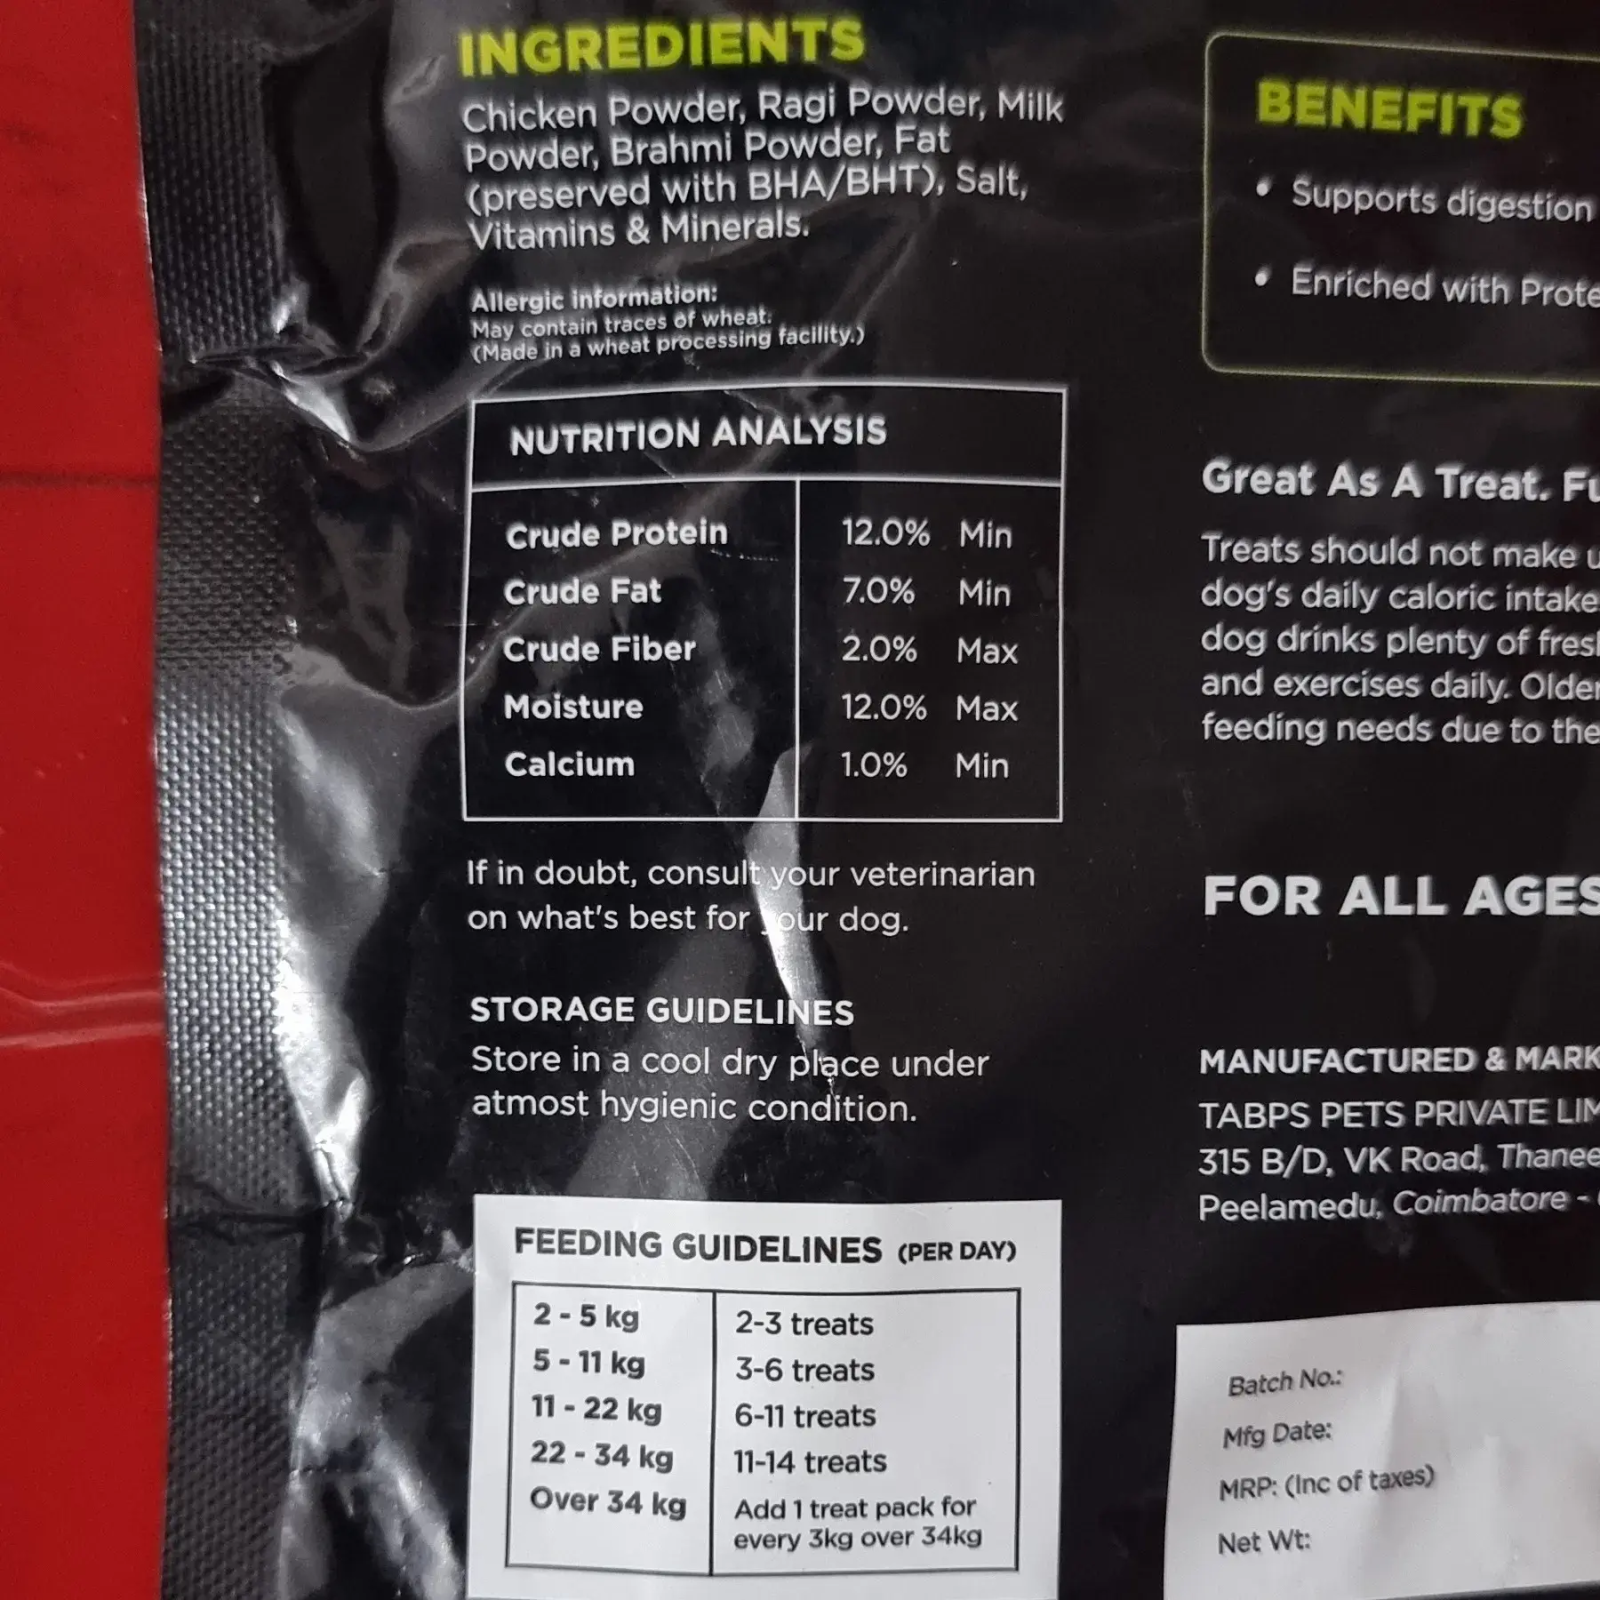 INGREDIENTS
Chicken Powder, Ragi Powder, Milk
Powder, Brahmi Powder, Fat
(preserved with BHA/BHT), Salt,
Vitamins & Minerals.
Allergic information:
May contain traces of wheat.
(Made in a wheat processing facility.)
NUTRITION ANALYSIS
Crude Protein 12.0% Min
Crude Fat 7.0% Min
Crude Fiber 2.0% Max
Moisture 12.0% Max
Calcium 1.0% Min
If in doubt, consult your veterinarian
on what's best for your dog.
STORAGE GUIDELINES
Store in a cool dry place under
atmost hygienic condition.
FEEDING GUIDELINES (PER DAY)
2 - 5 kg 2-3 treats
5 - 11 kg 3-6 treats
11 - 22 kg 6-11 treats
22 - 34 kg 11-14 treats
Over 34 kg Add 1 treat pack for
every 3kg over 34kg
BENEFITS
• Supports digestion
• Enriched with
Great As A Treat.
Treats should not make
dog's daily caloric intake
dog drinks plenty of
and exercises daily.
feeding needs due to
FOR ALL AGES
MANUFACTURED &
TABPS PETS PRIVATE
315 B/D, VK Road,
Peelamedu, Coimbatore -
Batch No.:
Mfg Date:
MRP: (Inc of taxes)
Net Wt: